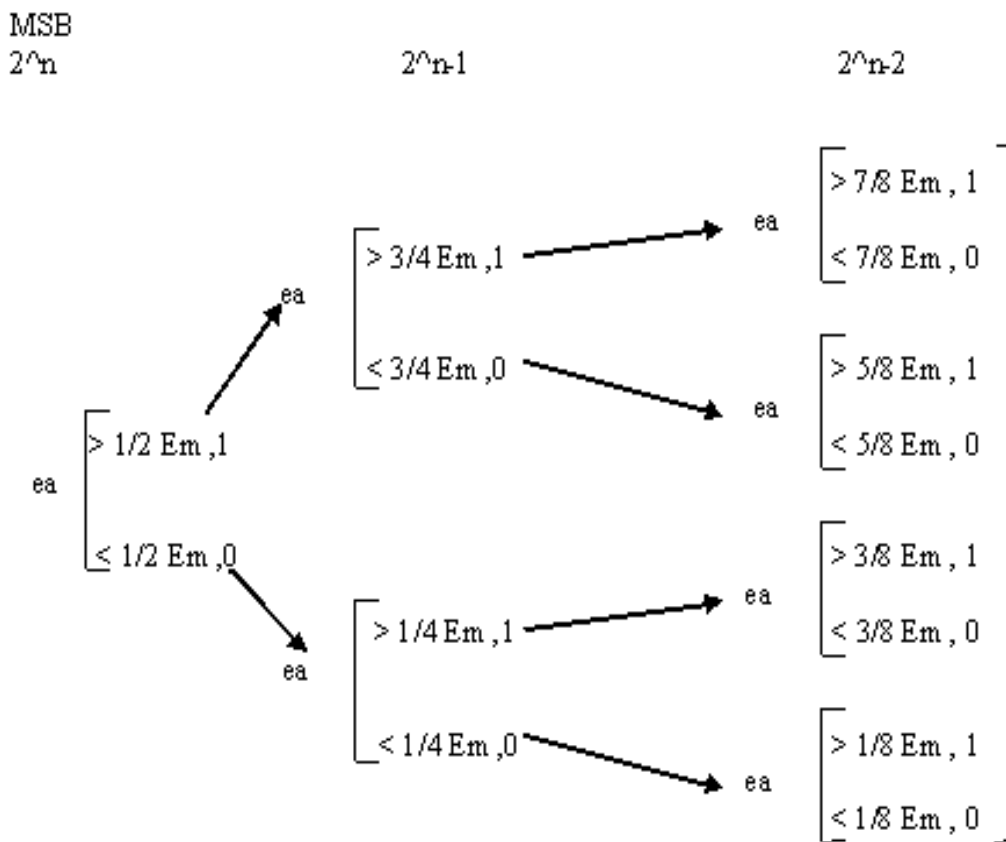 MSB
2^n 2^n-1 2^n-2
> 7/8 Em , 1
ea
> 3/4 Em ,1 < 7/8 Em , 0
ea
< 3/4 Em ,0 > 5/8 Em , 1
ea
> 1/2 Em ,1 < 5/8 Em , 0
ea
< 1/2 Em ,0 > 3/8 Em , 1
ea
> 1/4 Em ,1 < 3/8 Em , 0
ea
< 1/4 Em ,0 > 1/8 Em , 1
ea
< 1/8 Em , 0